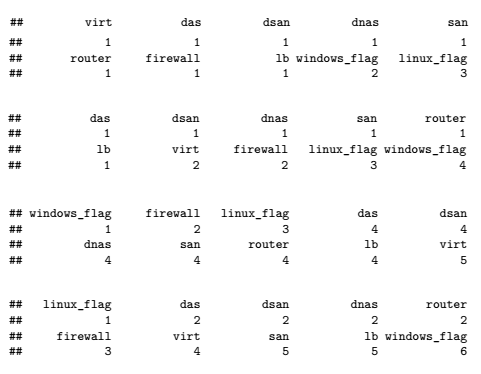 ## virt das dsan dnas san
## 1 1 1 1 1
## router firewall lb windows_flag linux_flag
## 1 1 1 2 3
## das dsan dnas san router
## 1 1 1 1 1
## lb virt firewall linux_flag windows_flag
## 1 2 2 3 4
## windows_flag firewall linux_flag das dsan
## 1 2 3 4 4
## dnas san router lb virt
## 4 4 4 4 5
## linux_flag das dsan dnas router
## 1 2 2 2 2
## firewall virt san lb windows_flag
## 3 4 5 5 6